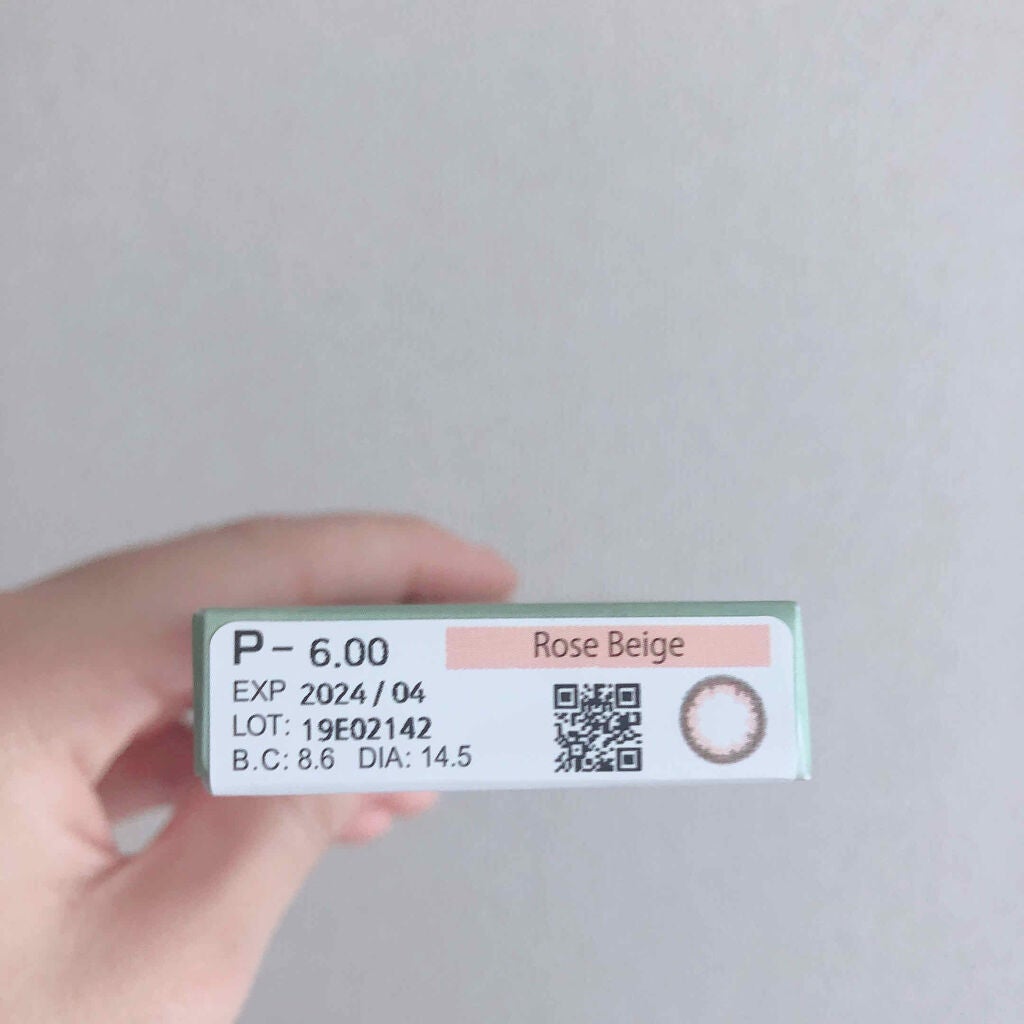 P- 6.00
Rose Beige
EXP 2024 / 04
LOT: 19E02142
B.C: 8.6 DIA: 14.5